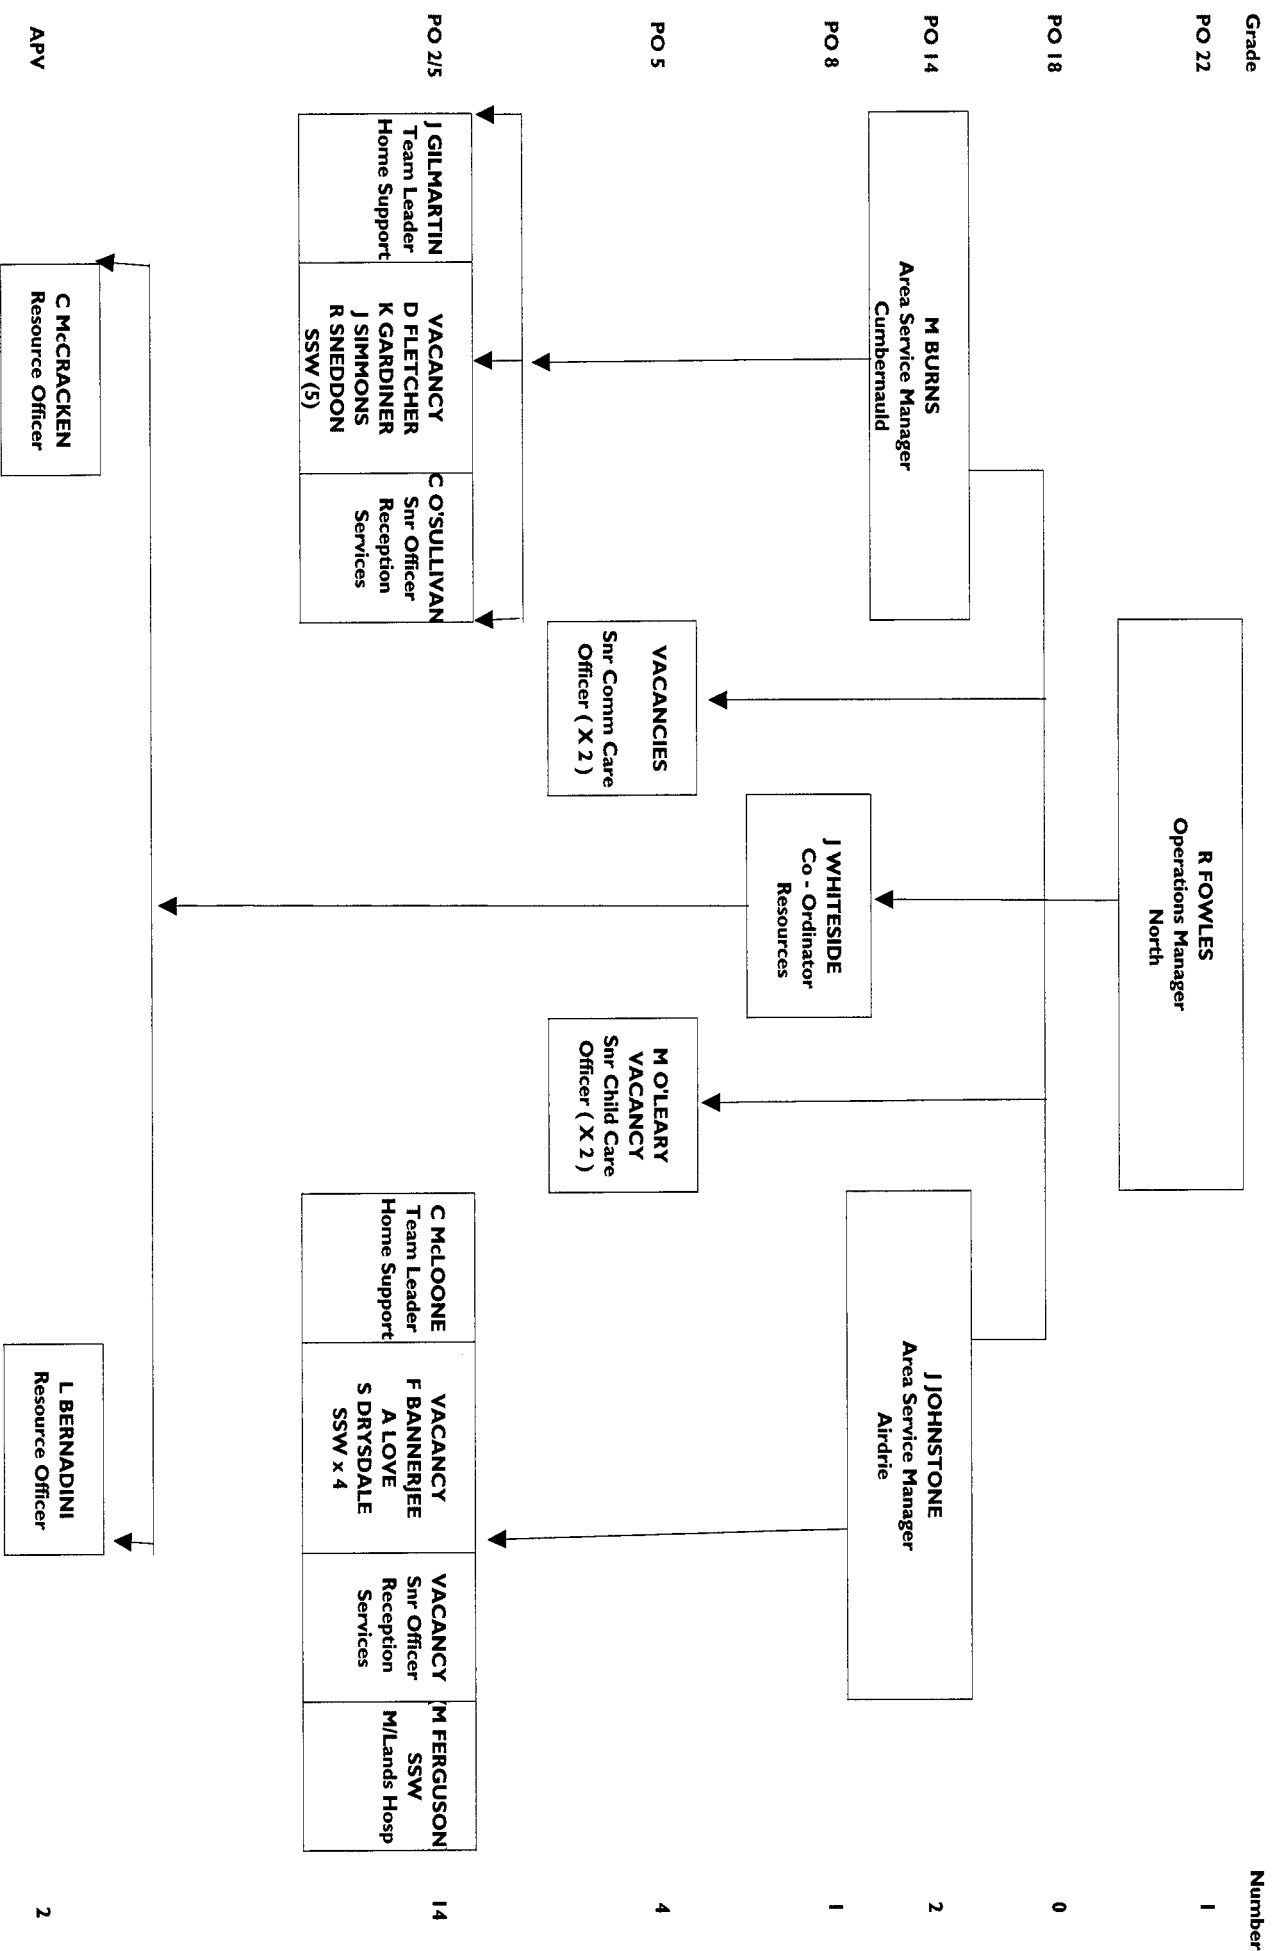 Grade
Number
PO 22
R FOWLES
Operations Manager
North
1
PO 18
0
PO 14
M BURNS
Area Service Manager
Cumbernauld
J JOHNSTONE
Area Service Manager
Airdrie
2
PO 8
J WHITESIDE
Co - Ordinator
Resources
1
PO 5
VACANCIES
Snr Comm Care
Officer ( X 2 )
M O'LEARY
VACANCY
Snr Child Care
Officer ( X 2 )
4
PO 2/5
J GILMARTIN
Team Leader
Home Support
VACANCY
D FLETCHER
K GARDINER
J SIMMONS
R SNEDDON
SSW (5)
C O'SULLIVAN
Snr Officer
Reception
Services
C McLOONE
Team Leader
Home Support
VACANCY
F BANNERJEE
A LOVE
S DRYSDALE
SSW x 4
VACANCY
Snr Officer
Reception
Services
(M FERGUSON
SSW
M/Lands Hosp
14
APV
C McCRACKEN
Resource Officer
L BERNADINI
Resource Officer
2